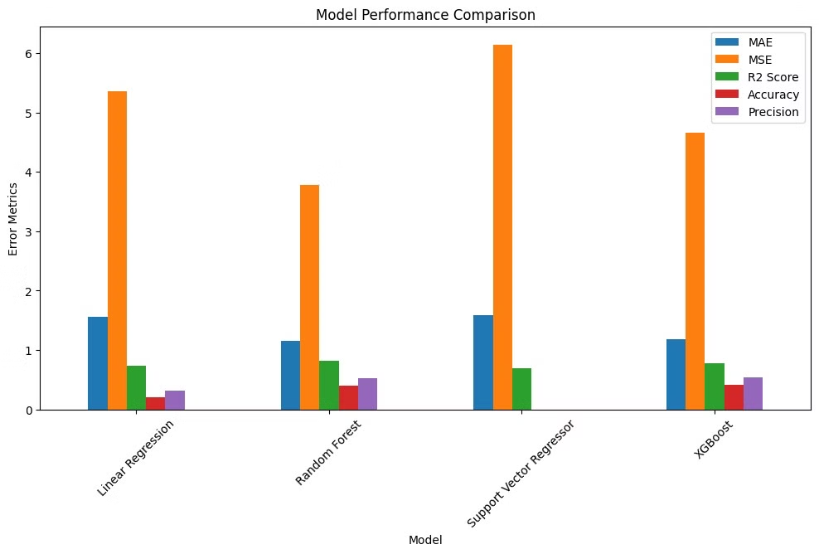 Model Performance Comparison
MAE
MSE
R2 Score
Accuracy
Precision
Error Metrics
6
5
4
3
2
1
0
Linear Regression
Random Forest
Support Vector Regressor
XGBoost
Model